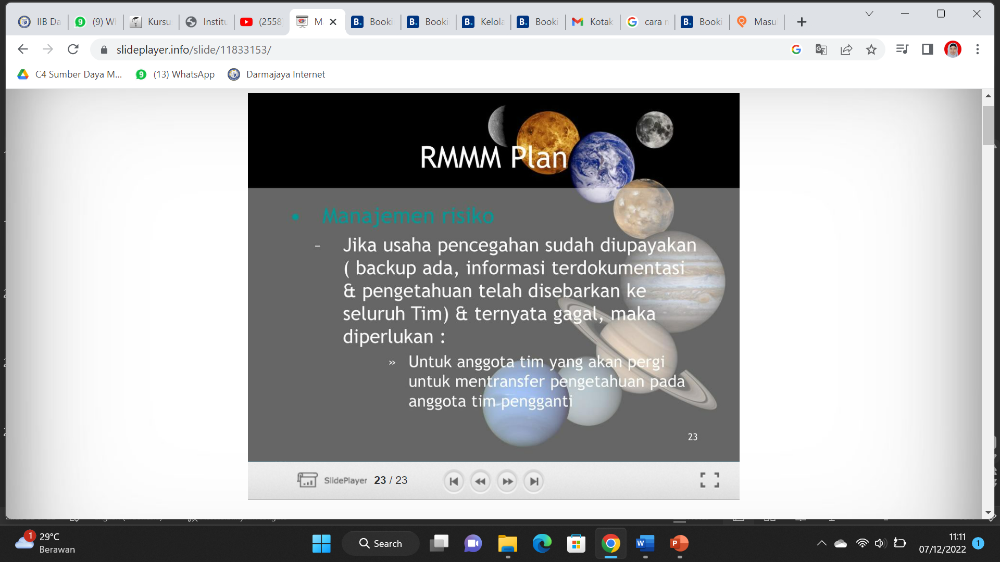 IIB Da
(9) W
Kursu
Institu
(2558
M
Booki
Booki
Kelola
Booki
Kotak
cara
Booki
Masu
slideplayer.info/slide/11833153/
C4 Sumber Daya M...
(13) WhatsApp
Darmajaya Internet
RMMM Plan
• Manajemen risiko
– Jika usaha pencegahan sudah diupayakan
( backup ada, informasi terdokumentasi
& pengetahuan telah disebarkan ke
seluruh Tim) & ternyata gagal, maka
diperlukan :
» Untuk anggota tim yang akan pergi
untuk mentransfer pengetahuan pada
anggota tim pengganti
23
SlidePlayer 23 / 23
1
29°C
Berawan
Search
11:11
07/12/2022
1